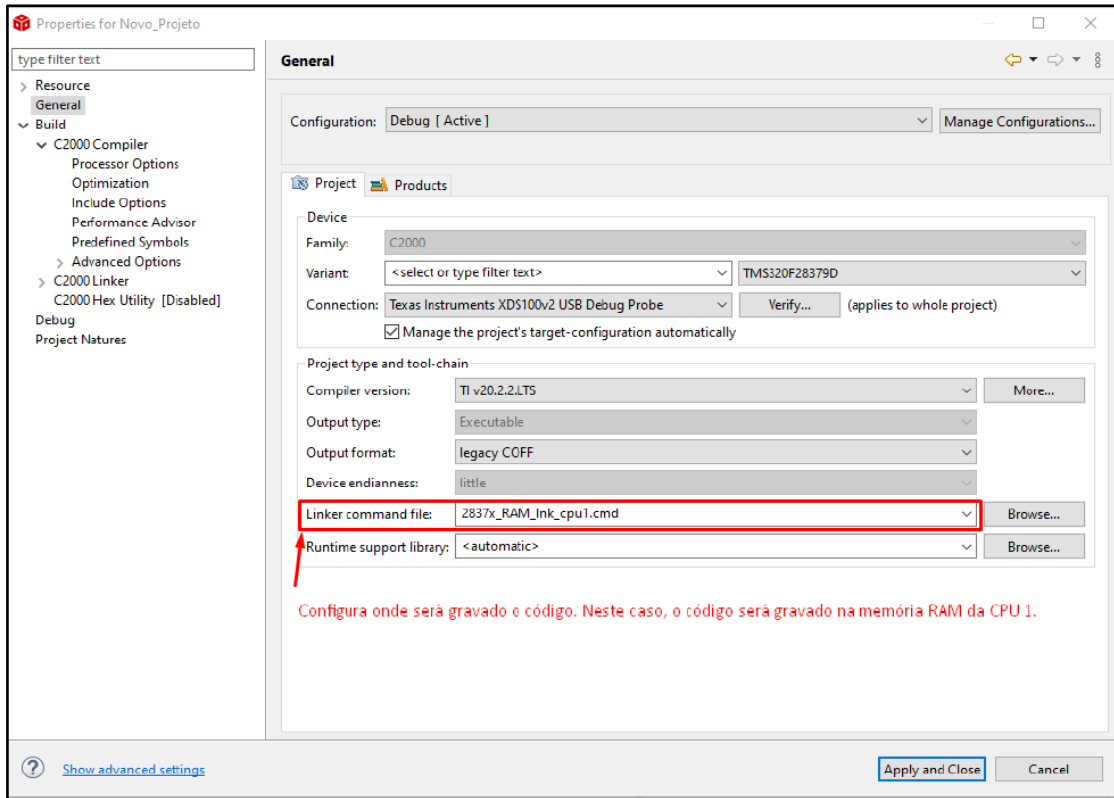 Properties for Novo_Projeto
type filter text
General
Resource
General
Build
C2000 Compiler
Processor Options
Optimization
Include Options
Performance Advisor
Predefined Symbols
Advanced Options
C2000 Linker
C2000 Hex Utility [Disabled]
Debug
Project Natures
Configuration: Debug [ Active ] Manage Configurations...
Project Products
Device
Family: C2000
Variant: <select or type filter text> TMS320F28379D
Connection: Texas Instruments XDS100v2 USB Debug Probe Verify... (applies to whole project)
Manage the project's target-configuration automatically
Project type and tool-chain
Compiler version: TI v20.2.2.LTS More...
Output type: Executable
Output format: legacy COFF
Device endianness: little
Linker command file: 2837x_RAM_lnk_cpu1.cmd Browse...
Runtime support library: <automatic> Browse...
Configura onde será gravado o código. Neste caso, o código será gravado na memória RAM da CPU 1.
? Show advanced settings Apply and Close Cancel